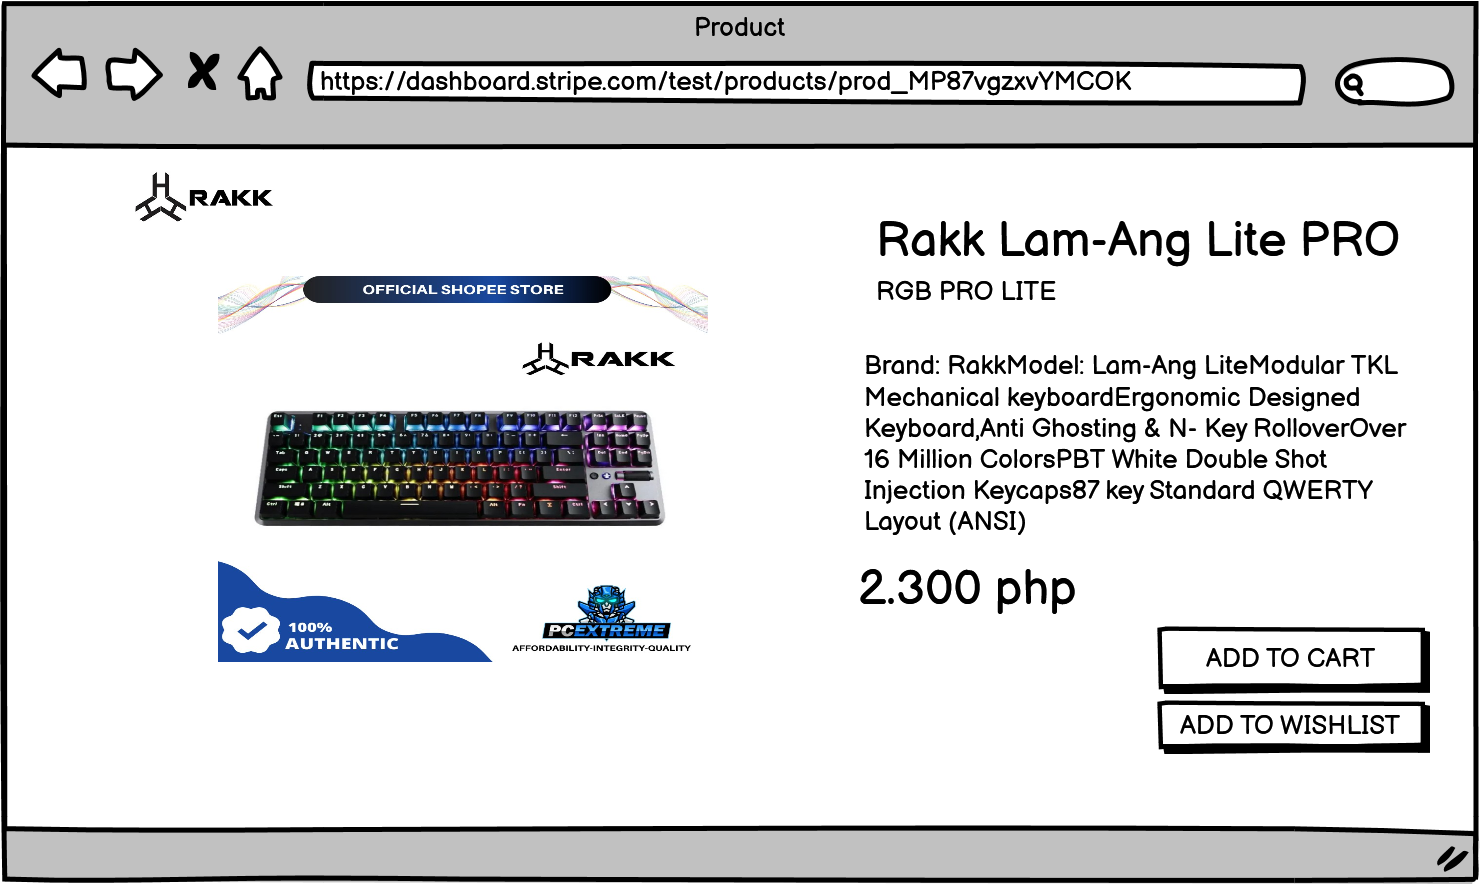 Product
https://dashboard.stripe.com/test/products/prod_MP87vgzxvYMCOK
RAKK
OFFICIAL SHOPEE STORE
RAKK
100%
AUTHENTIC
PCEXTREME
AFFORDABILITY-INTEGRITY-QUALITY
Rakk Lam-Ang Lite PRO
RGB PRO LITE
Brand: RakkModel: Lam-Ang LiteModular TKL
Mechanical keyboardErgonomic Designed
Keyboard,Anti Ghosting & N- Key RolloverOver
16 Million ColorsPBT White Double Shot
Injection Keycaps87 key Standard QWERTY
Layout (ANSI)
2.300 php
ADD TO CART
ADD TO WISHLIST